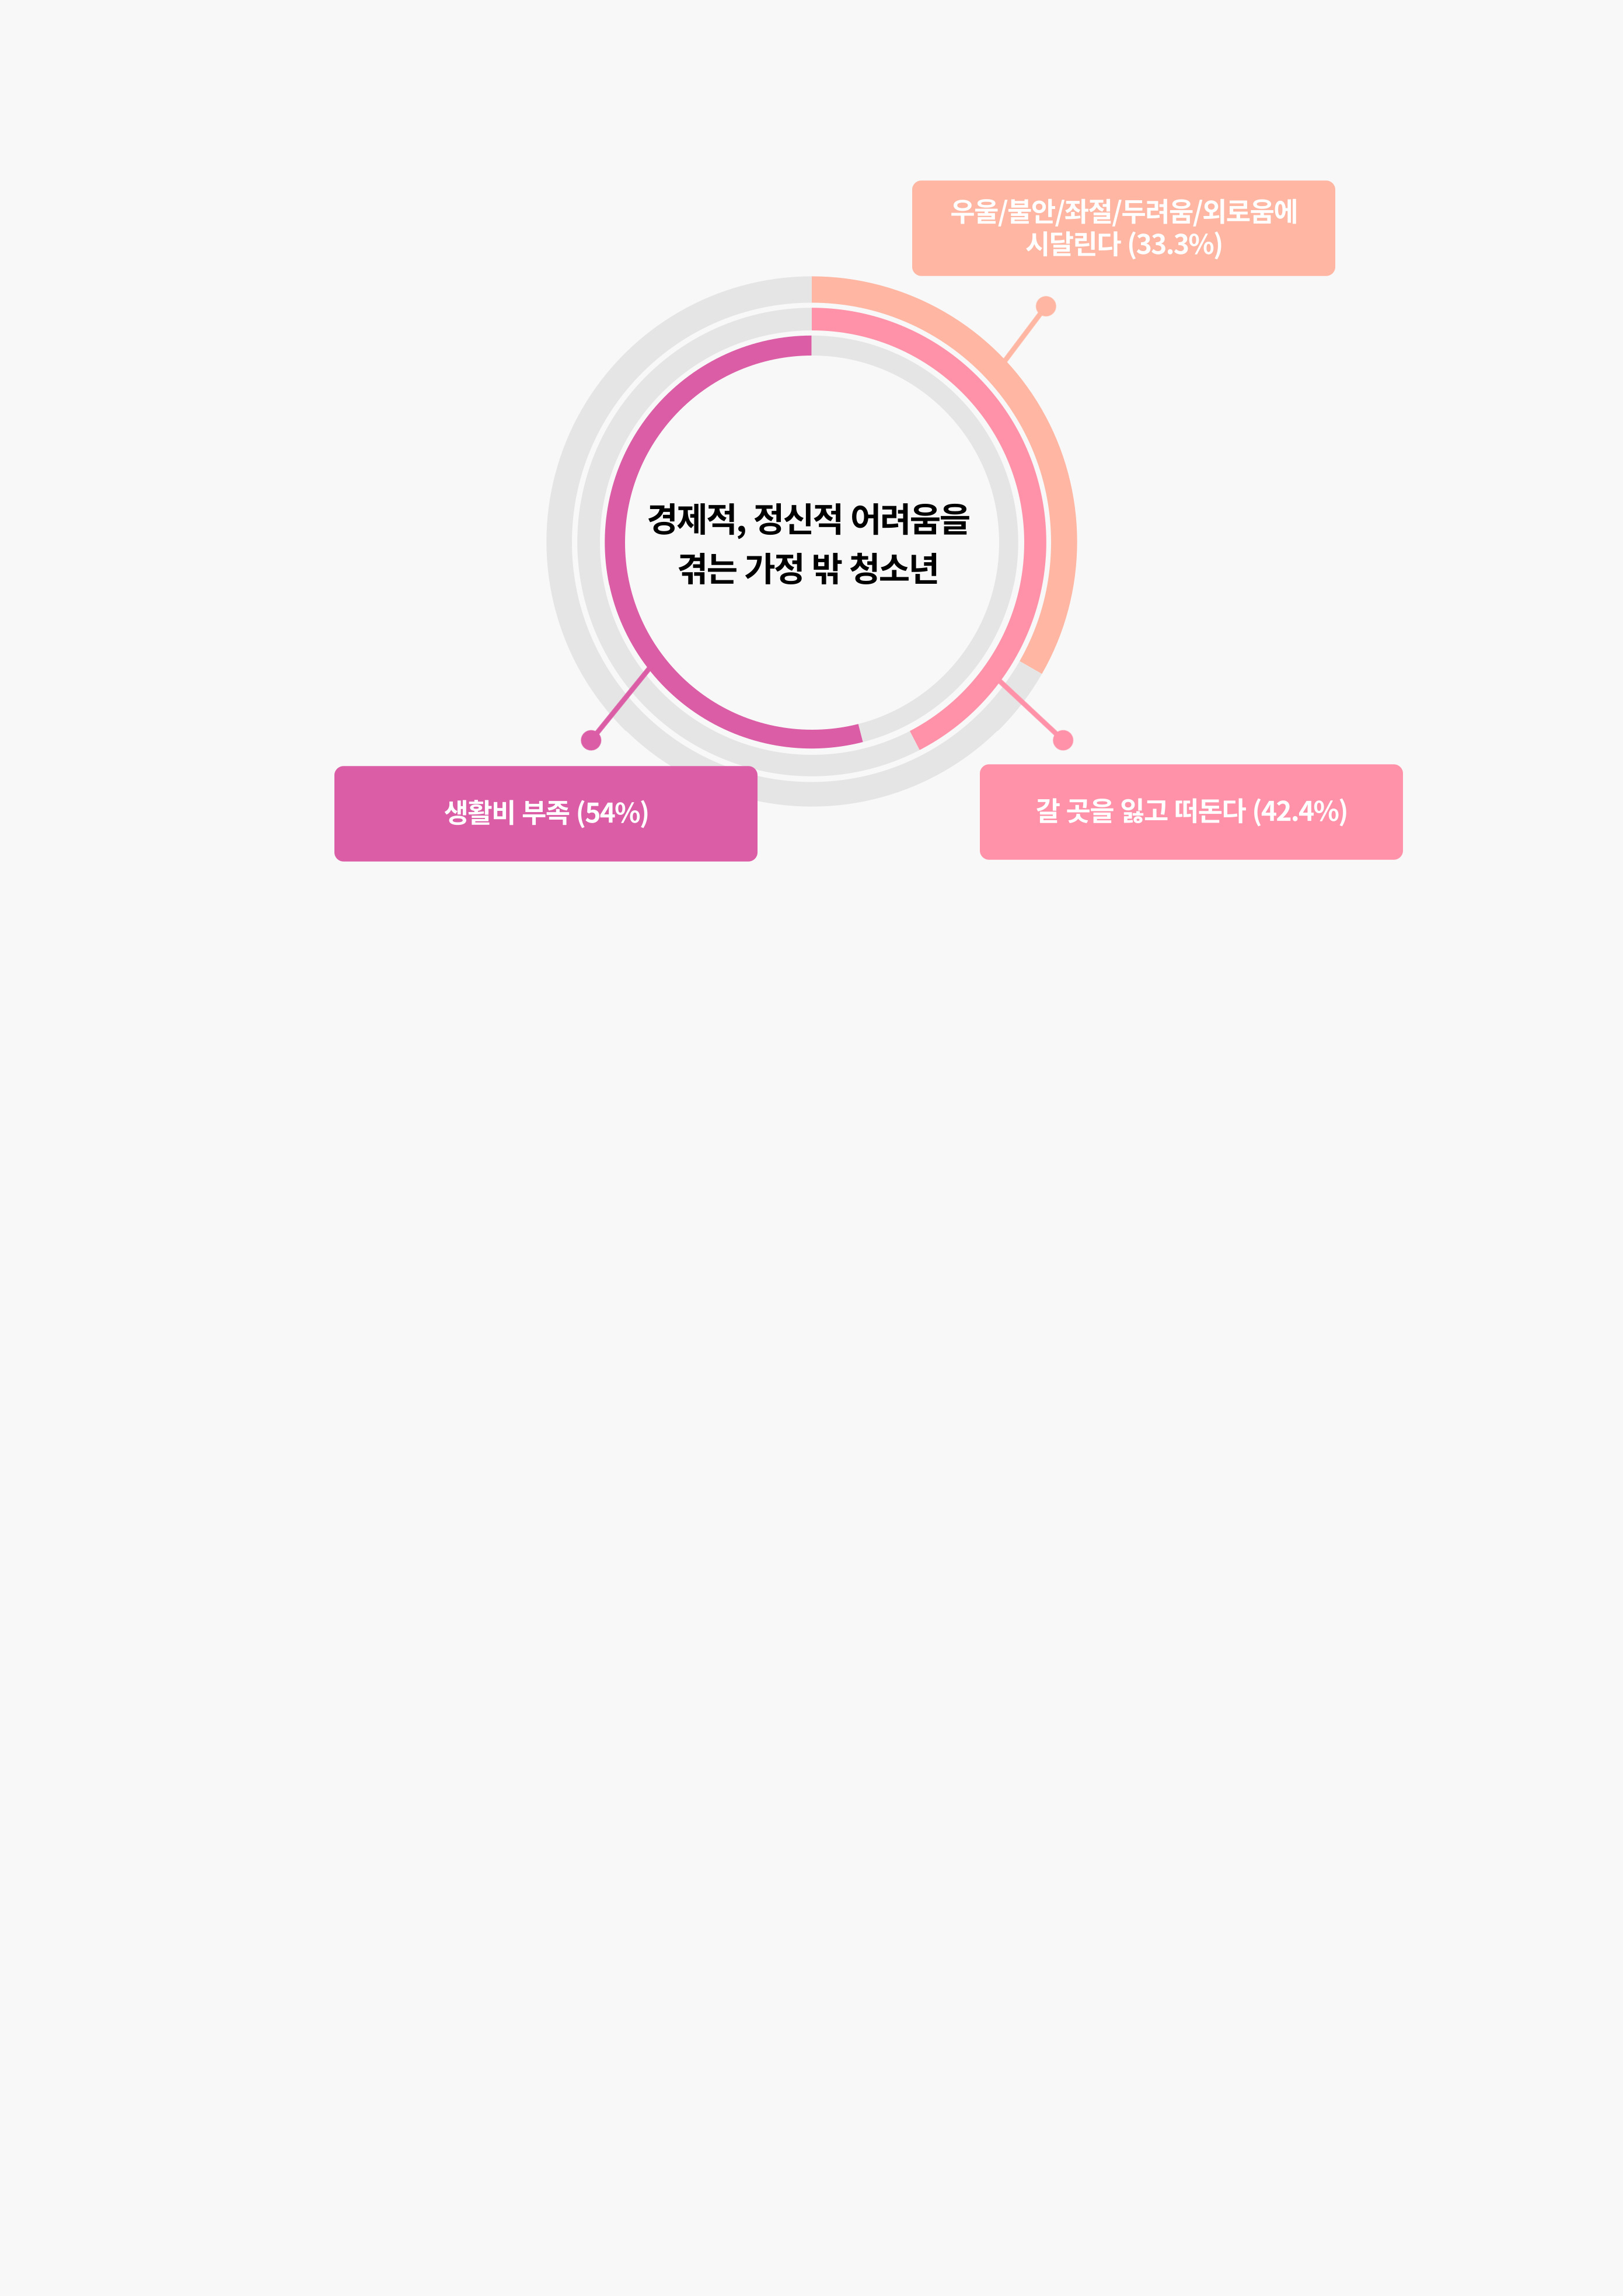 우울/불안/좌절/두려움/외로움에
시달린다 (33.3%)
경제적, 정신적 어려움을
겪는 가정 밖 청소년
생활비 부족 (54%)
갈 곳을 잃고 떠돈다 (42.4%)